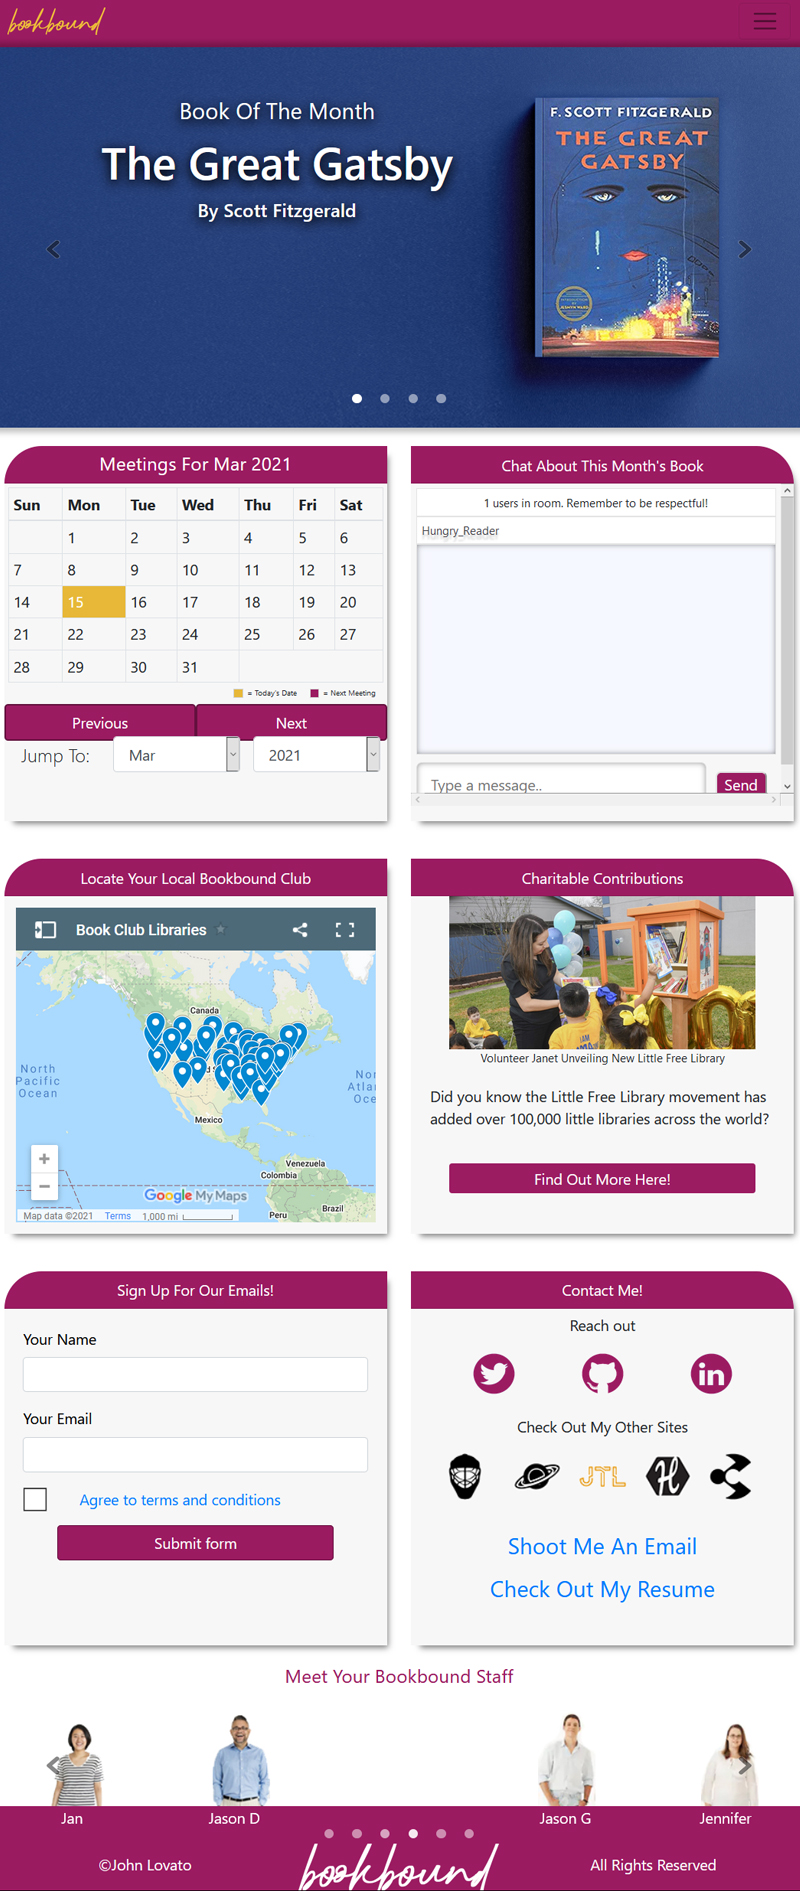 bookbound
Book Of The Month
The Great Gatsby
By Scott Fitzgerald
F. SCOTT FITZGERALD
THE GREAT
GATSBY
Meetings For Mar 2021
Sun Mon Tue Wed Thu Fri Sat
1 2 3 4 5 6
7 8 9 10 11 12 13
14 15 16 17 18 19 20
21 22 23 24 25 26 27
28 29 30 31
= Today's Date = Next Meeting
Previous Next
Jump To: Mar 2021
Chat About This Month's Book
1 users in room. Remember to be respectful!
Hungry_Reader
Type a message.. Send
Locate Your Local Bookbound Club
Book Club Libraries
Canada
North
Pacific
Ocean
Mexico
Venezuela
Colombia
Brazil
Peru
Google My Maps
Map data ©2021 Terms 1,000 mi
Charitable Contributions
Volunteer Janet Unveiling New Little Free Library
Did you know the Little Free Library movement has
added over 100,000 little libraries across the world?
Find Out More Here!
Sign Up For Our Emails!
Your Name
Your Email
Agree to terms and conditions
Submit form
Contact Me!
Reach out
in
Check Out My Other Sites
JTL H
Shoot Me An Email
Check Out My Resume
Meet Your Bookbound Staff
Jan Jason D Jason G Jennifer
©John Lovato bookbound All Rights Reserved